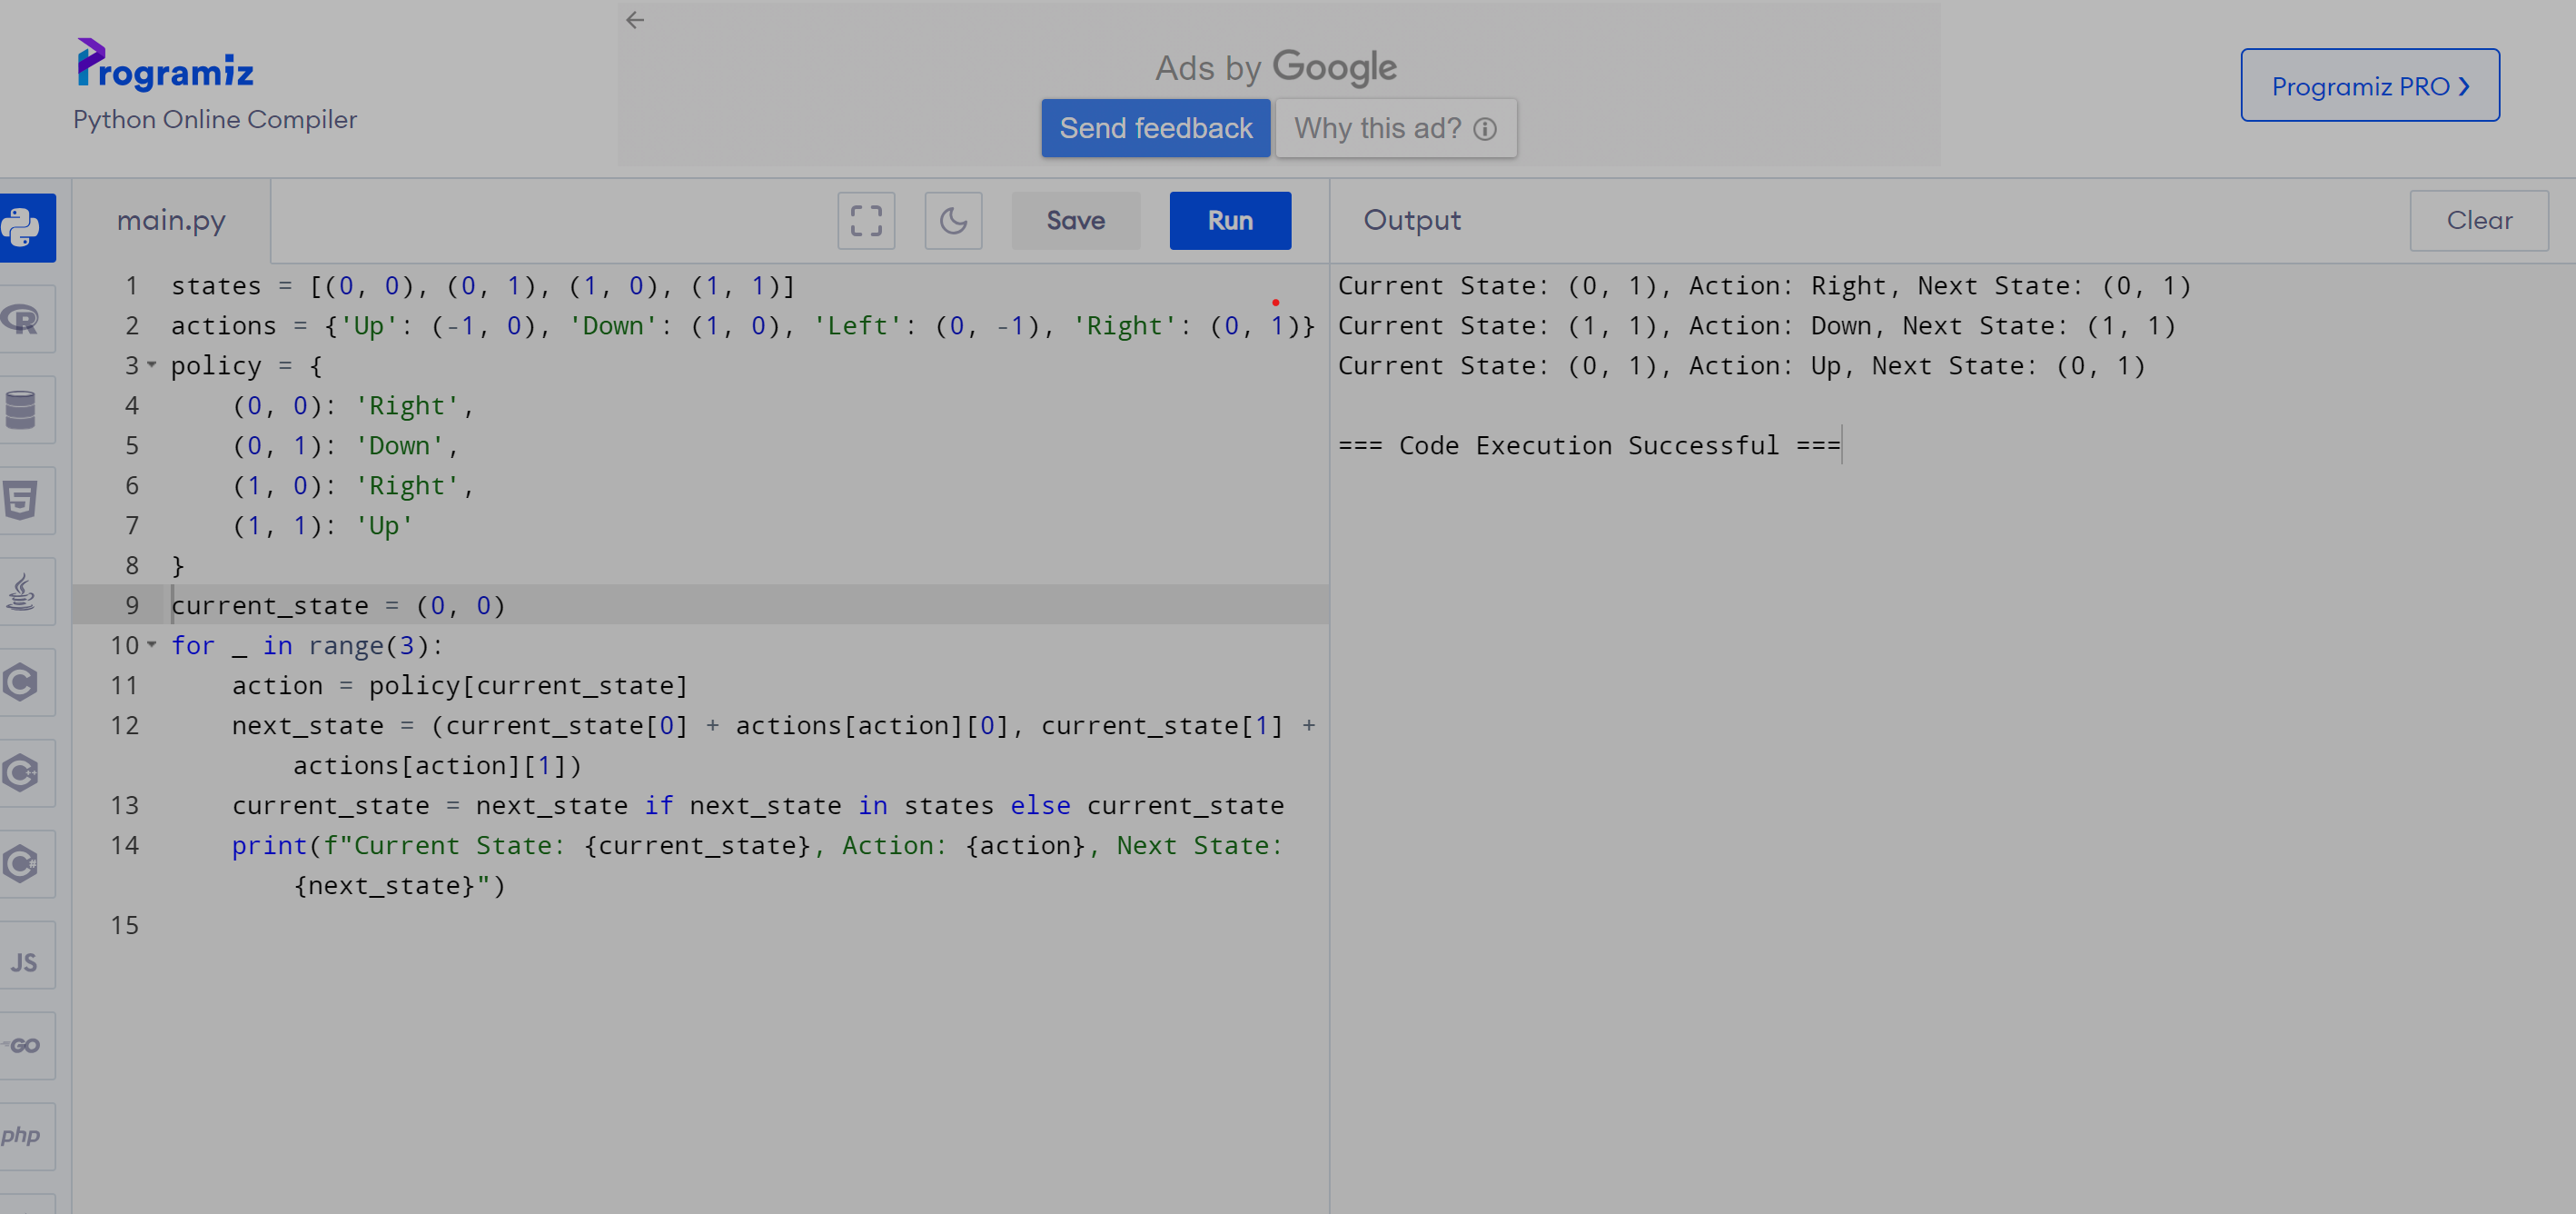 Programiz
Python Online Compiler
Ads by Google
Send feedback
Why this ad?
Programiz PRO
main.py
Save
Run
Output
Clear
1 states = [(0, 0), (0, 1), (1, 0), (1, 1)]
2 actions = {'Up': (-1, 0), 'Down': (1, 0), 'Left': (0, -1), 'Right': (0, 1)}
3 policy = {
4     (0, 0): 'Right',
5     (0, 1): 'Down',
6     (1, 0): 'Right',
7     (1, 1): 'Up'
8 }
9 current_state = (0, 0)
10 for _ in range(3):
11     action = policy[current_state]
12     next_state = (current_state[0] + actions[action][0], current_state[1] +
        actions[action][1])
13     current_state = next_state if next_state in states else current_state
14     print(f"Current State: {current_state}, Action: {action}, Next State:
        {next_state}")
15
Current State: (0, 1), Action: Right, Next State: (0, 1)
Current State: (1, 1), Action: Down, Next State: (1, 1)
Current State: (0, 1), Action: Up, Next State: (0, 1)
=== Code Execution Successful ===
R
5
C
C++
C#
JS
GO
php